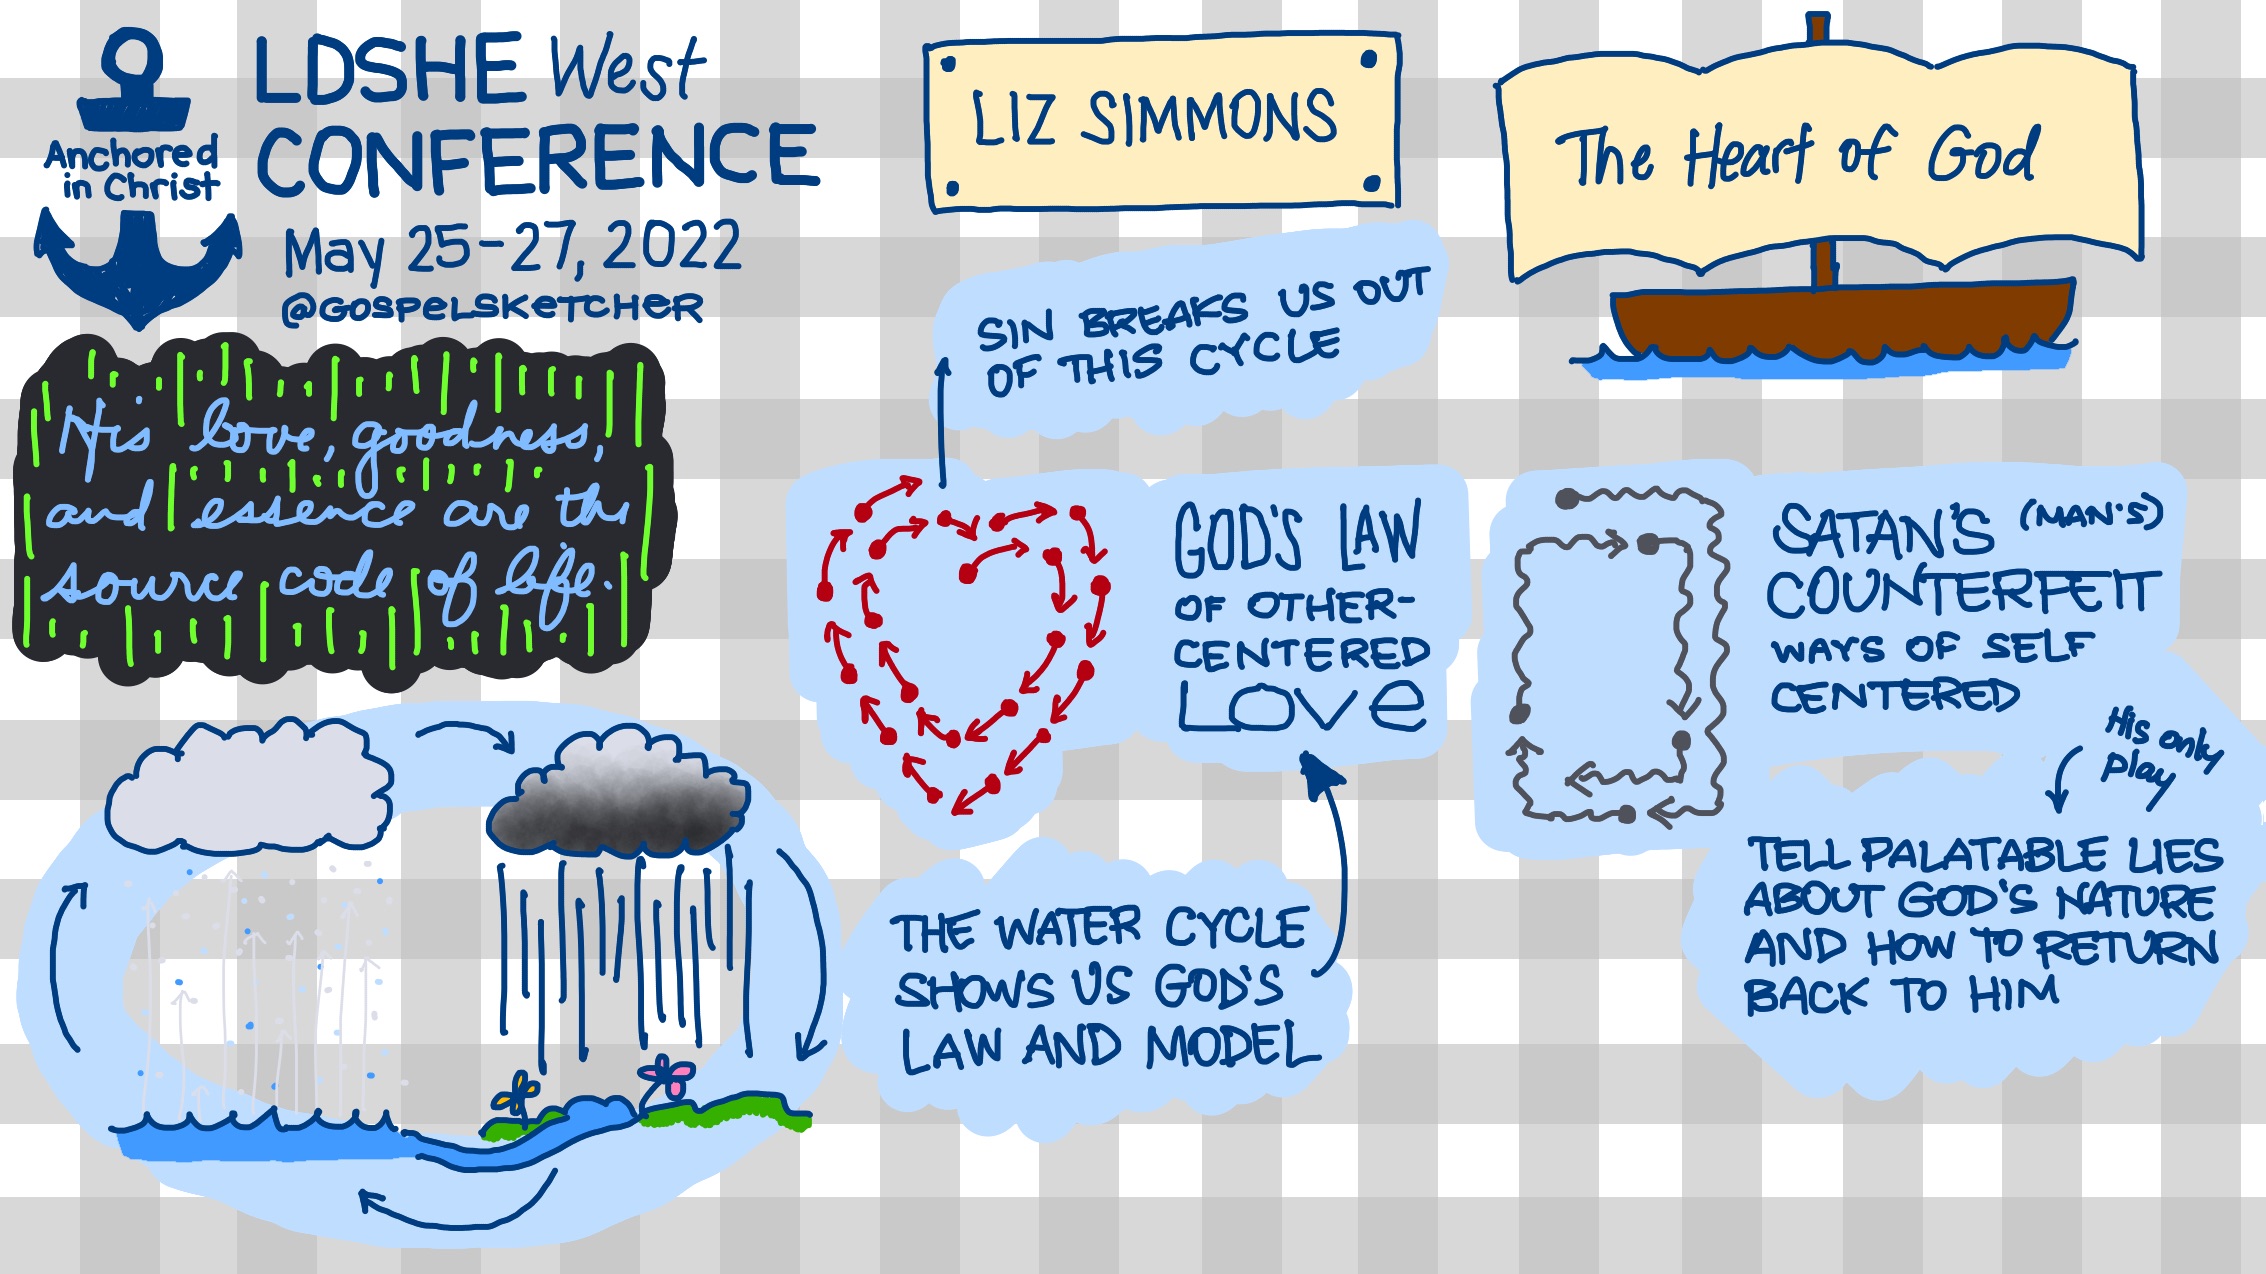 LDSHE West
CONFERENCE
Anchored
in Christ
May 25-27, 2022
@GOSPELSKETCHER
LIZ SIMMONS
The Heart of God
His love, goodness,
and essence are the
source code of life.
SIN BREAKS US OUT
OF THIS CYCLE
GOD'S LAW
OF OTHER-
CENTERED
LOVE
THE WATER CYCLE
SHOWS US GOD'S
LAW AND MODEL
SATAN'S (MAN'S)
COUNTERFEIT
WAYS OF SELF
CENTERED
His only
play
TELL PALATABLE LIES
ABOUT GOD'S NATURE
AND HOW TO RETURN
BACK TO HIM